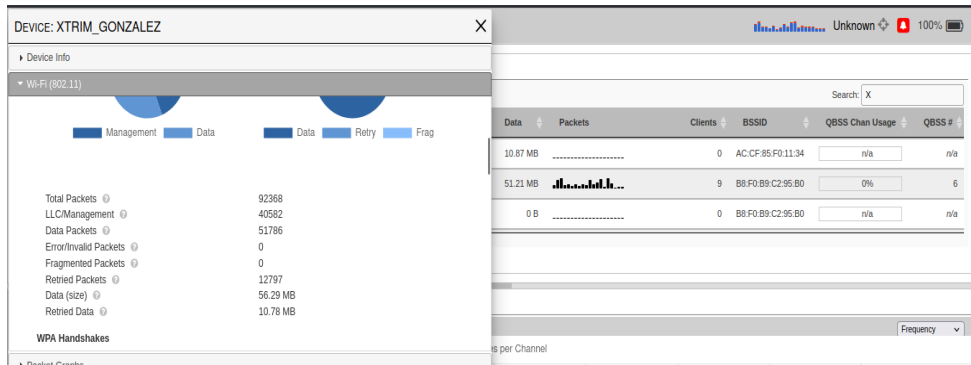 DEVICE: XTRIM_GONZALEZ X
Unknown 100%
Device Info
Wi-Fi (802.11)
Management Data
Data Retry Frag
Total Packets 92368
LLC/Management 40582
Data Packets 51786
Error/Invalid Packets 0
Fragmented Packets 0
Retried Packets 12797
Data (size) 56.29 MB
Retried Data 10.78 MB
WPA Handshakes
Packet Graphs
Search: X
Data Packets Clients BSSID QBSS Chan Usage QBSS #
10.87 MB 0 AC:CF:85:F0:11:34 n/a n/a
51.21 MB 9 B8:F0:B9:C2:95:B0 0% 6
0 B 0 B8:F0:B9:C2:95:B0 n/a n/a
Frequency
es per Channel